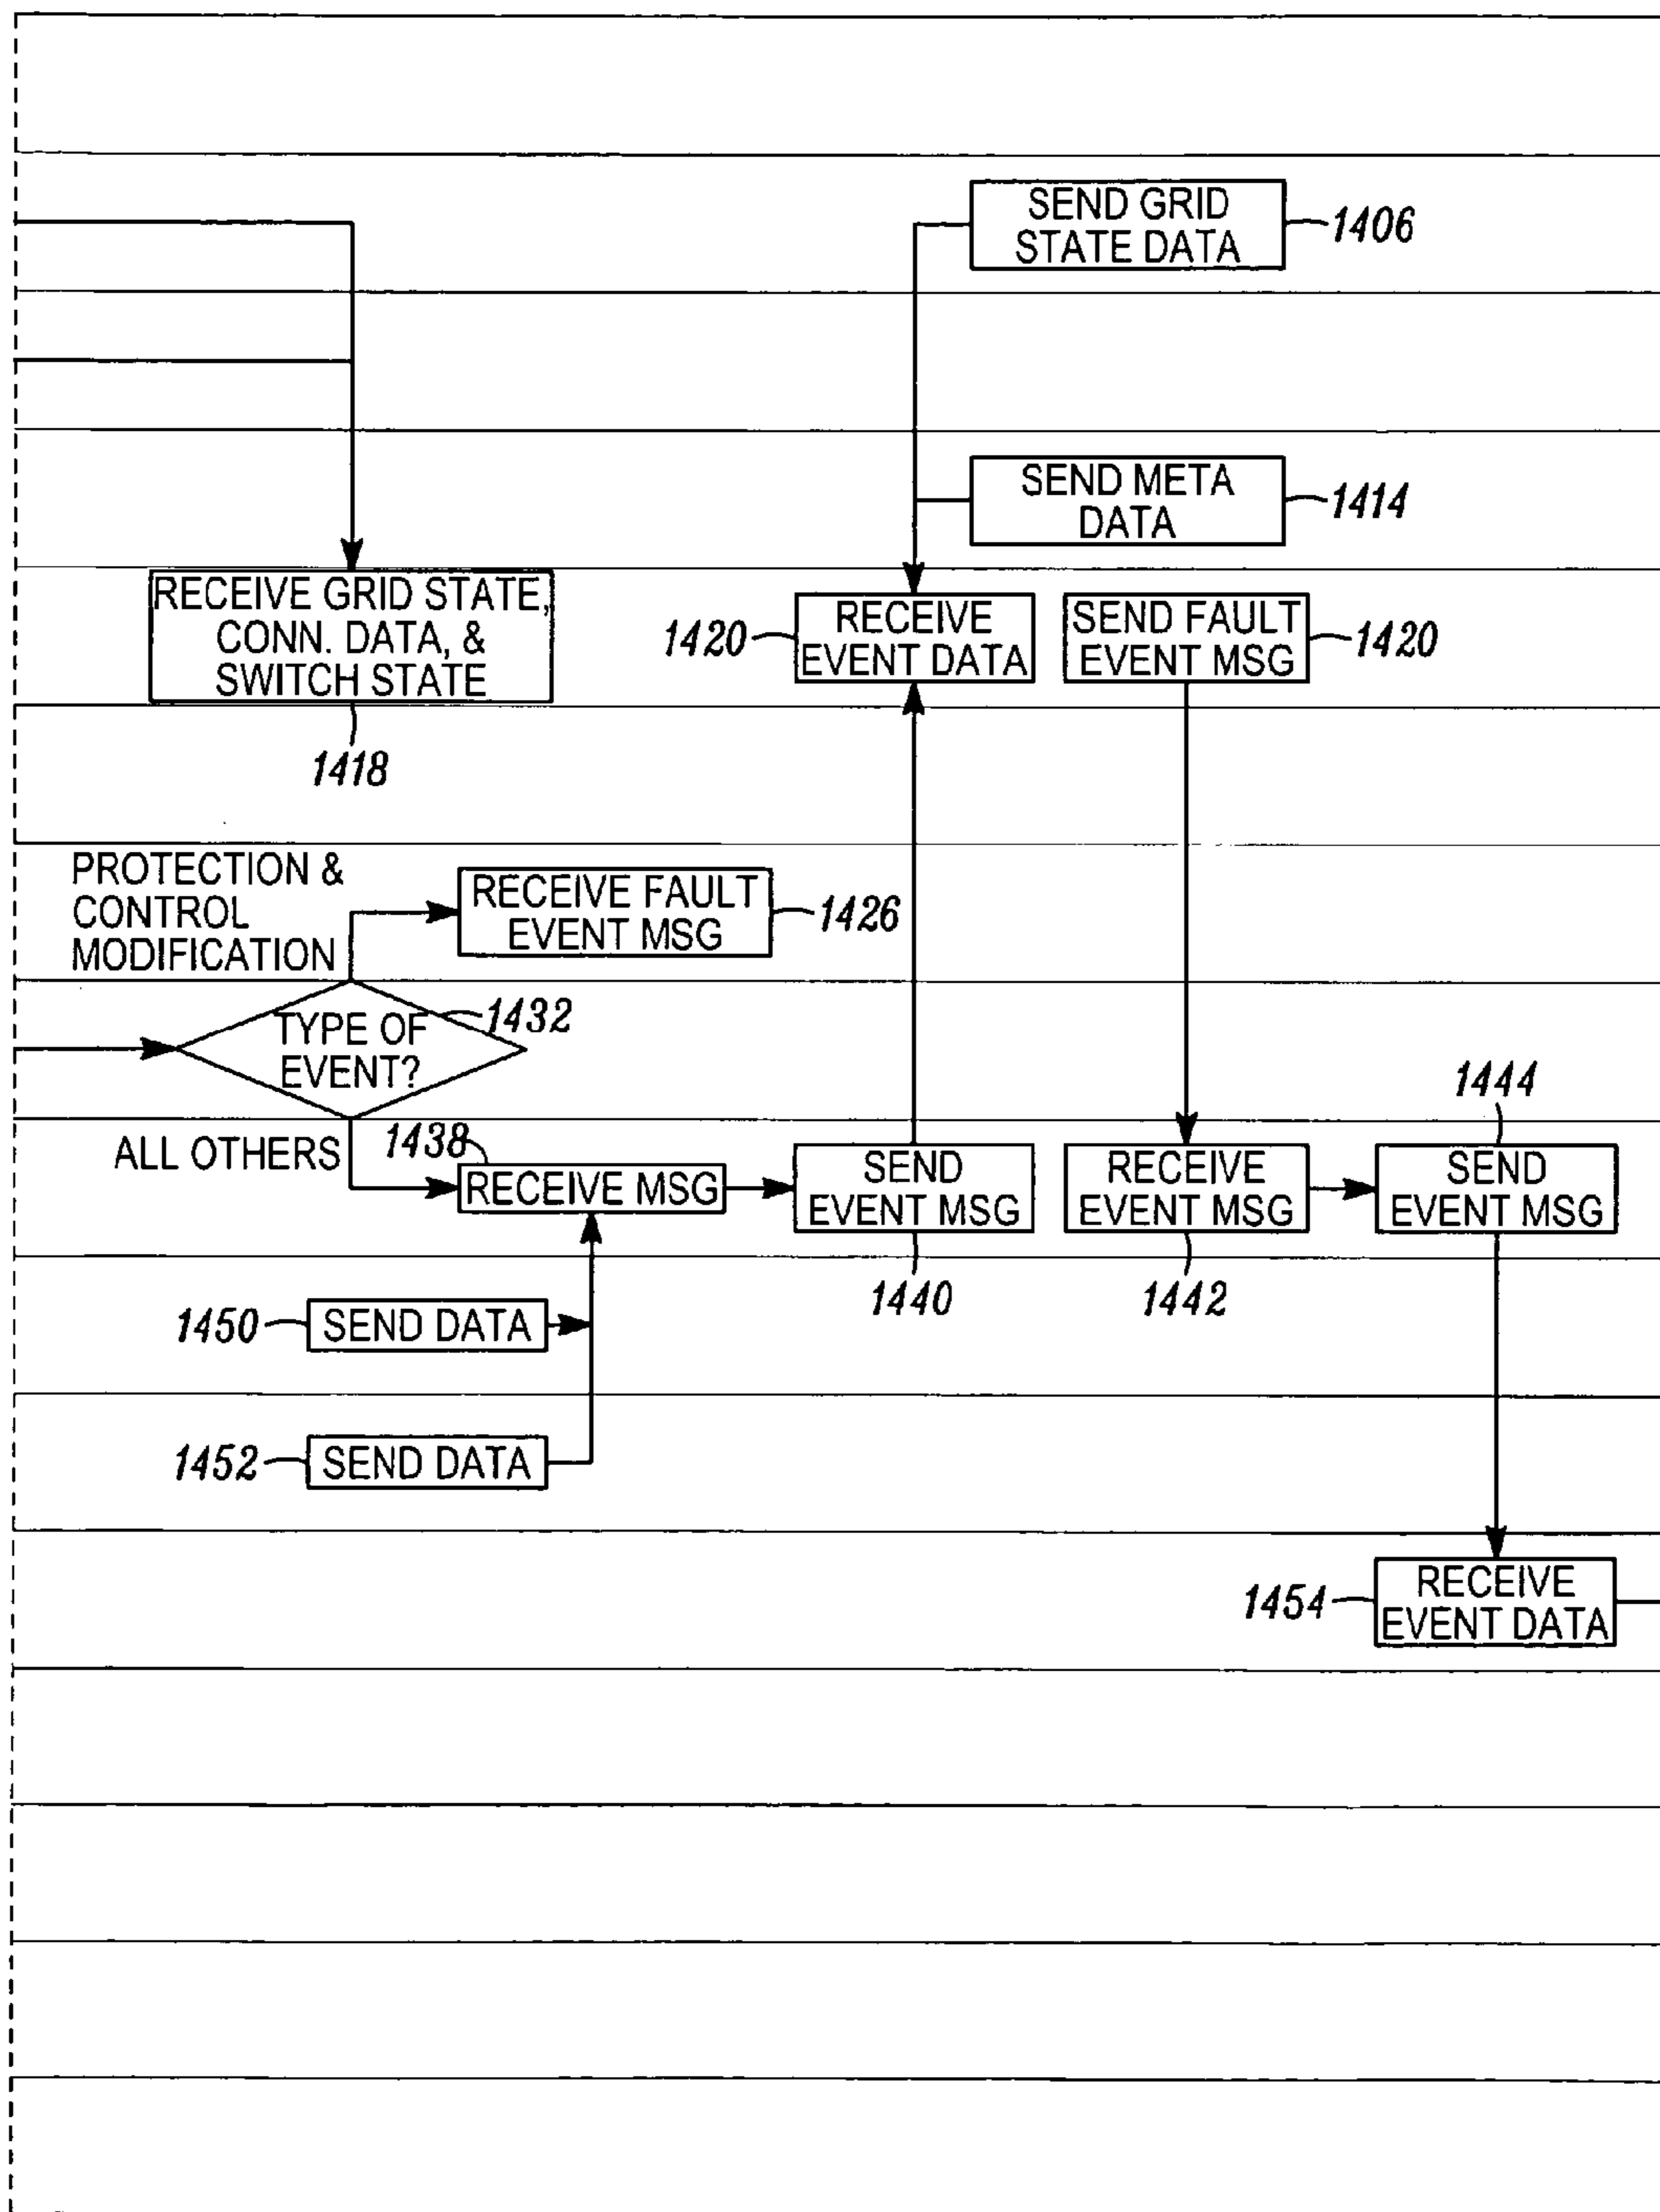 SEND GRID
STATE DATA
1406
SEND META
DATA
1414
RECEIVE GRID STATE,
CONN. DATA, &
SWITCH STATE
1418
1420
RECEIVE
EVENT DATA
SEND FAULT
EVENT MSG
1420
PROTECTION &
CONTROL
MODIFICATION
RECEIVE FAULT
EVENT MSG
1426
TYPE OF
EVENT?
1432
ALL OTHERS
1438
RECEIVE MSG
SEND
EVENT MSG
1440
RECEIVE
EVENT MSG
1442
1444
SEND
EVENT MSG
1450
SEND DATA
1452
SEND DATA
1454
RECEIVE
EVENT DATA